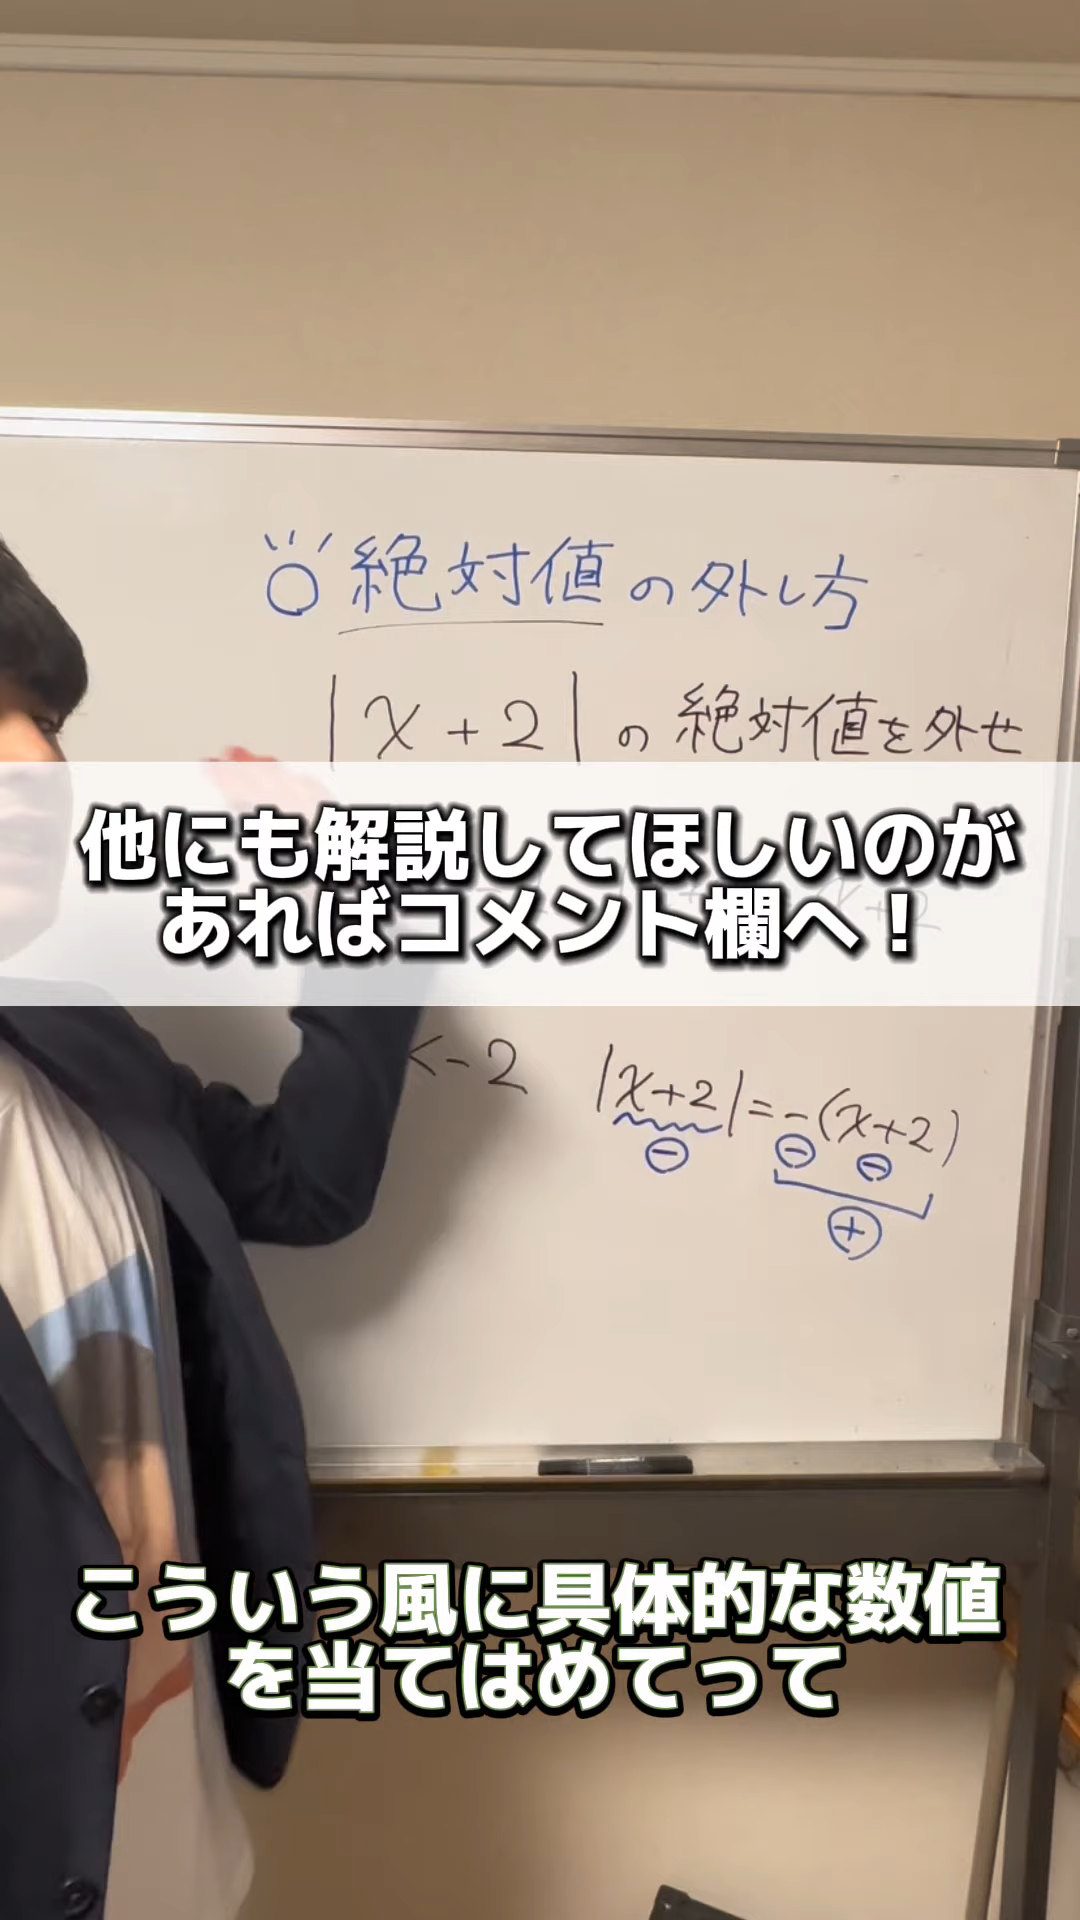 絶対値の外し方
|x+2|の絶対値を外せ
他にも解説してほしいのが
あればコメント欄へ！
<-2 |x+2|=-(x+2)
⊖ ⊖ ⊖
⊕
こういう風に具体的な数値
を当てはめてって